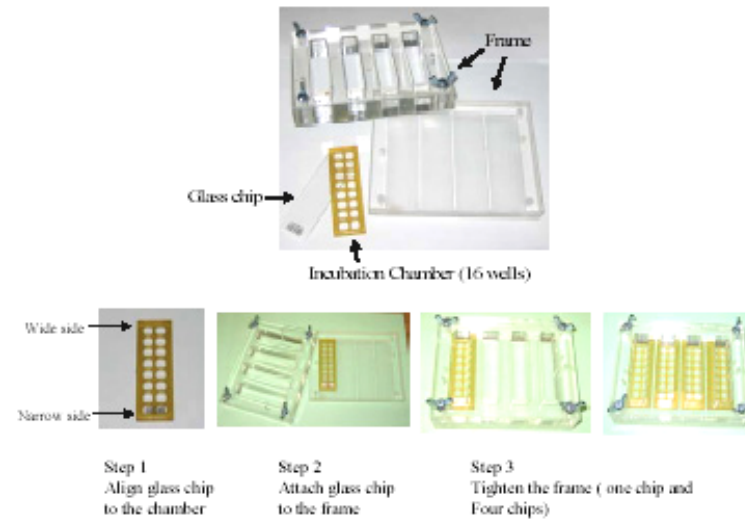 Frame
Glass chip
Incubation Chamber (16 wells)
Wide side
Narrow side
Step 1
Align glass chip
to the chamber
Step 2
Attach glass chip
to the frame
Step 3
Tighten the frame ( one chip and
Four chips)